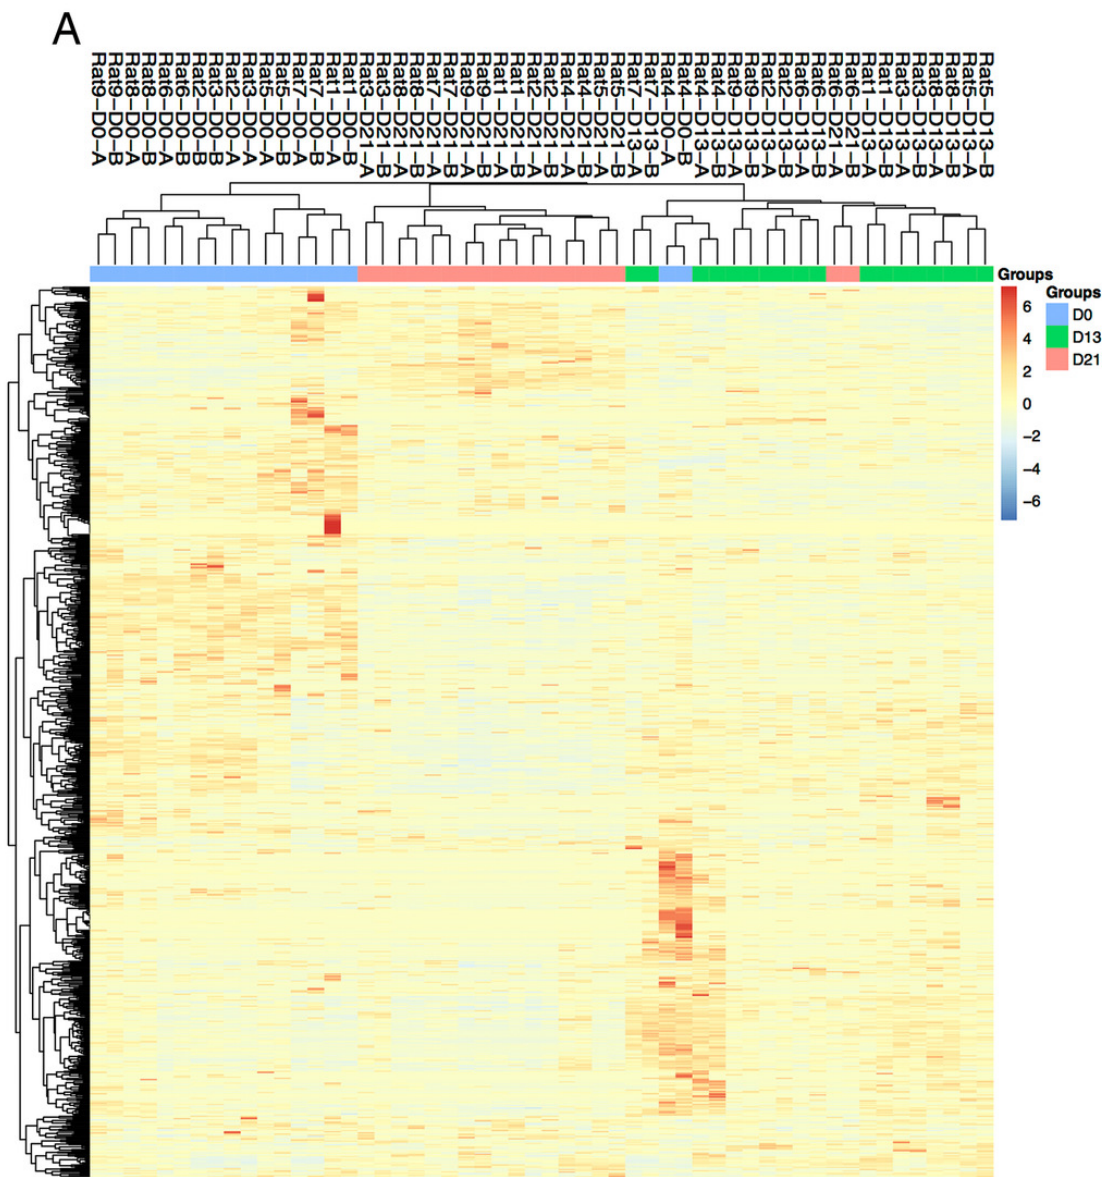 A
Rat9–D0–A
Rat9–D0–B
Rat8–D0–A
Rat8–D0–B
Rat6–D0–A
Rat6–D0–B
Rat2–D0–B
Rat3–D0–B
Rat2–D0–A
Rat3–D0–A
Rat5–D0–A
Rat5–D0–B
Rat7–D0–A
Rat7–D0–B
Rat1–D0–A
Rat1–D0–B
Rat3–D21–A
Rat3–D21–B
Rat8–D21–A
Rat8–D21–B
Rat7–D21–A
Rat7–D21–B
Rat9–D21–A
Rat9–D21–B
Rat1–D21–A
Rat1–D21–B
Rat2–D21–A
Rat2–D21–B
Rat4–D21–A
Rat4–D21–B
Rat5–D21–A
Rat5–D21–B
Rat7–D13–A
Rat7–D13–B
Rat4–D0–A
Rat4–D0–B
Rat4–D13–A
Rat4–D13–B
Rat9–D13–A
Rat9–D13–B
Rat2–D13–A
Rat2–D13–B
Rat6–D13–A
Rat6–D13–B
Rat6–D21–A
Rat6–D21–B
Rat1–D13–A
Rat1–D13–B
Rat3–D13–A
Rat3–D13–B
Rat8–D13–A
Rat8–D13–B
Rat5–D13–A
Rat5–D13–B
Groups
6
4
2
0
−2
−4
−6
Groups
D0
D13
D21